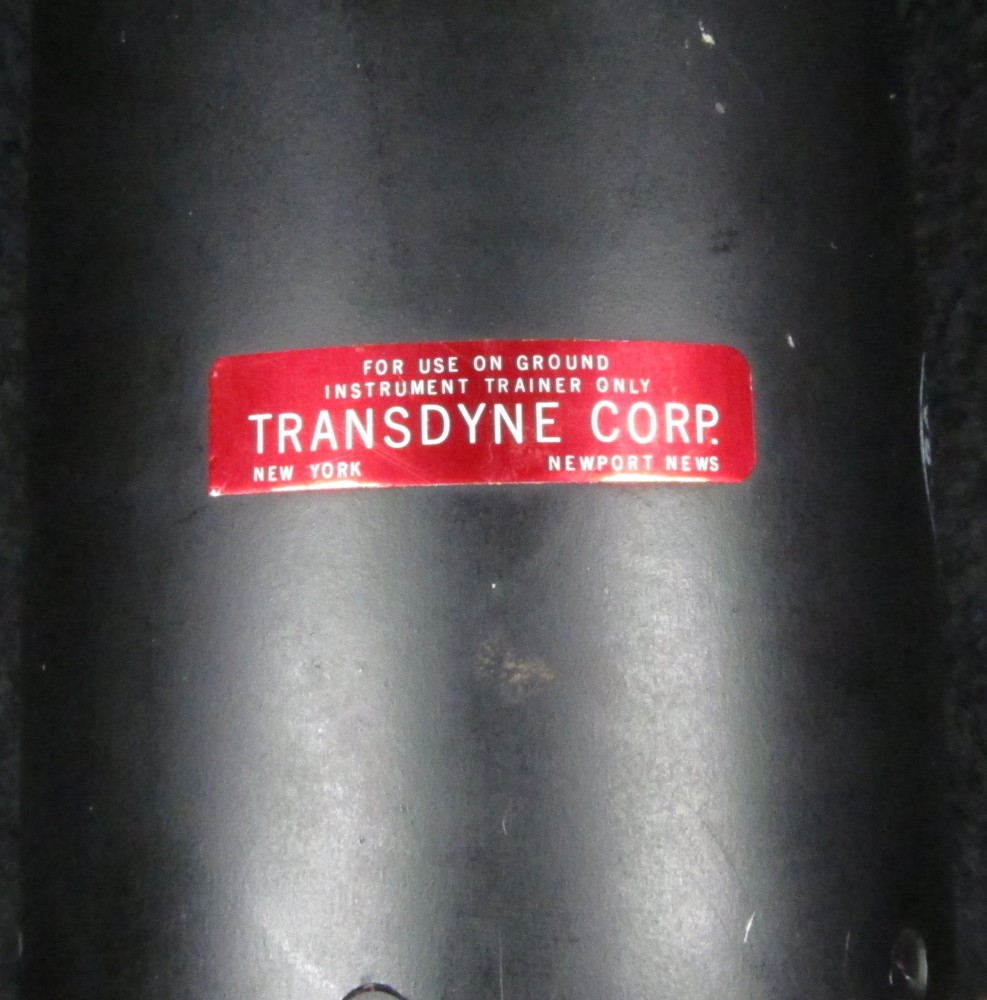 FOR USE ON GROUND
INSTRUMENT TRAINER ONLY
TRANSDYNE CORP.
NEW YORK NEWPORT NEWS